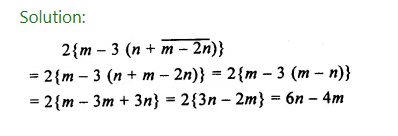 Solution:
2{m – 3 (n + m – 2n)}
= 2{m – 3 (n + m – 2n)} = 2{m – 3 (m – n)}
= 2{m – 3m + 3n} = 2{3n – 2m} = 6n – 4m